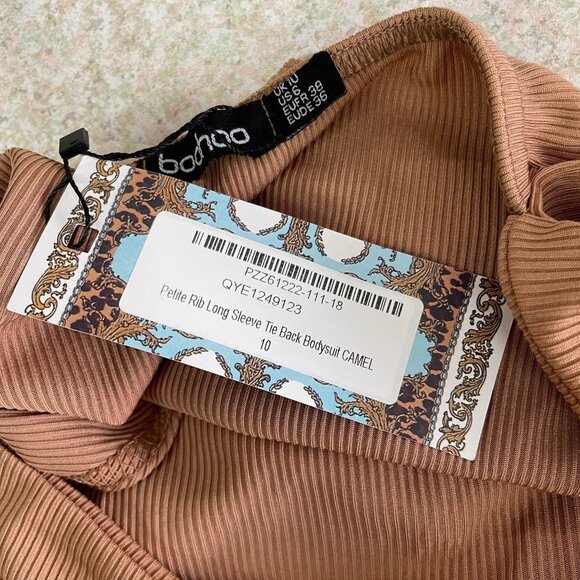 UK 10
US 6
EUFR 38
EUDE 36
boohoo
PZZ61222-111-18
QYE1249123
Petite Rib Long Sleeve Tie Back Bodysuit CAMEL
10